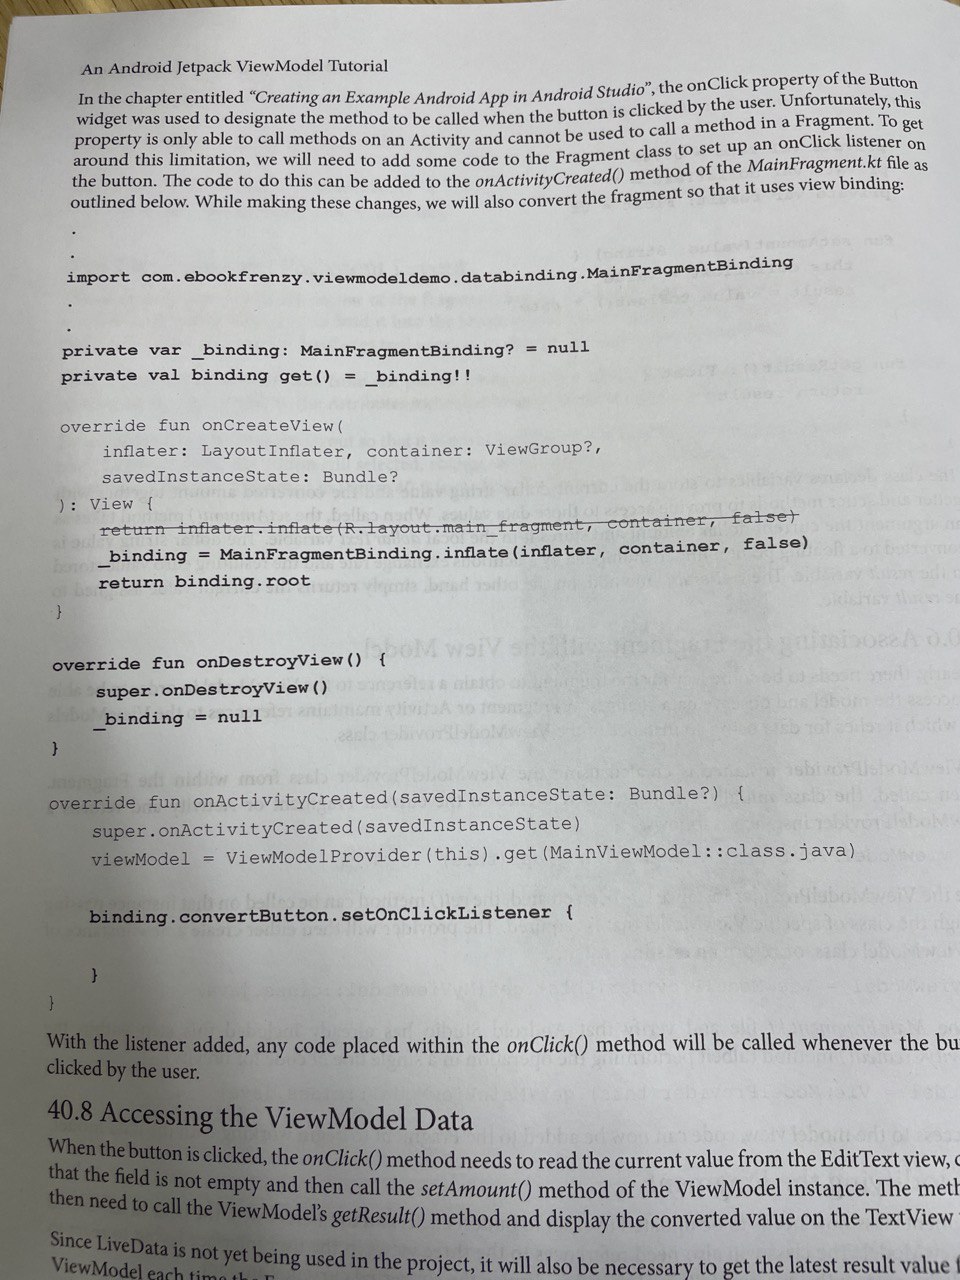 An Android Jetpack ViewModel Tutorial
In the chapter entitled “Creating an Example Android App in Android Studio”, the onClick property of the Button
widget was used to designate the method to be called when the button is clicked by the user. Unfortunately, this
property is only able to call methods on an Activity and cannot be used to call a method in a Fragment. To get
around this limitation, we will need to add some code to the Fragment class to set up an onClick listener on
the button. The code to do this can be added to the onActivityCreated() method of the MainFragment.kt file as
outlined below. While making these changes, we will also convert the fragment so that it uses view binding:
.
.
import com.ebookfrenzy.viewmodeldemo.databinding.MainFragmentBinding
.
.
private var _binding: MainFragmentBinding? = null
private val binding get() = _binding!!
override fun onCreateView(
inflater: LayoutInflater, container: ViewGroup?,
savedInstanceState: Bundle?
): View {
return inflater.inflate(R.layout.main_fragment, container, false)
_binding = MainFragmentBinding.inflate(inflater, container, false)
return binding.root
}
override fun onDestroyView() {
super.onDestroyView()
_binding = null
}
override fun onActivityCreated(savedInstanceState: Bundle?) {
super.onActivityCreated(savedInstanceState)
viewModel = ViewModelProvider(this).get(MainViewModel::class.java)
binding.convertButton.setOnClickListener {
}
}
With the listener added, any code placed within the onClick() method will be called whenever the bu
clicked by the user.
40.8 Accessing the ViewModel Data
When the button is clicked, the onClick() method needs to read the current value from the EditText view,
that the field is not empty and then call the setAmount() method of the ViewModel instance. The meth
then need to call the ViewModel’s getResult() method and display the converted value on the TextView
Since LiveData is not yet being used in the project, it will also be necessary to get the latest result value
ViewModel each time the